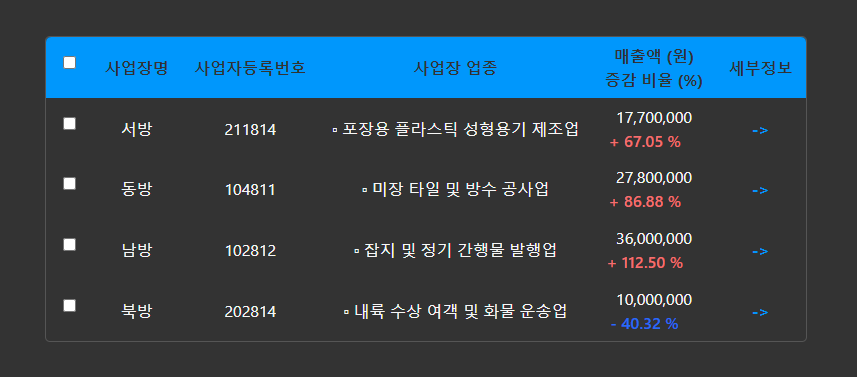 사업장명 사업자등록번호 사업장 업종 매출액 (원) 증감 비율 (%) 세부정보
서방 211814 ▫ 포장용 플라스틱 성형용기 제조업 17,700,000 + 67.05 % ->
동방 104811 ▫ 미장 타일 및 방수 공사업 27,800,000 + 86.88 % ->
남방 102812 ▫ 잡지 및 정기 간행물 발행업 36,000,000 + 112.50 % ->
북방 202814 ▫ 내륙 수상 여객 및 화물 운송업 10,000,000 - 40.32 % ->